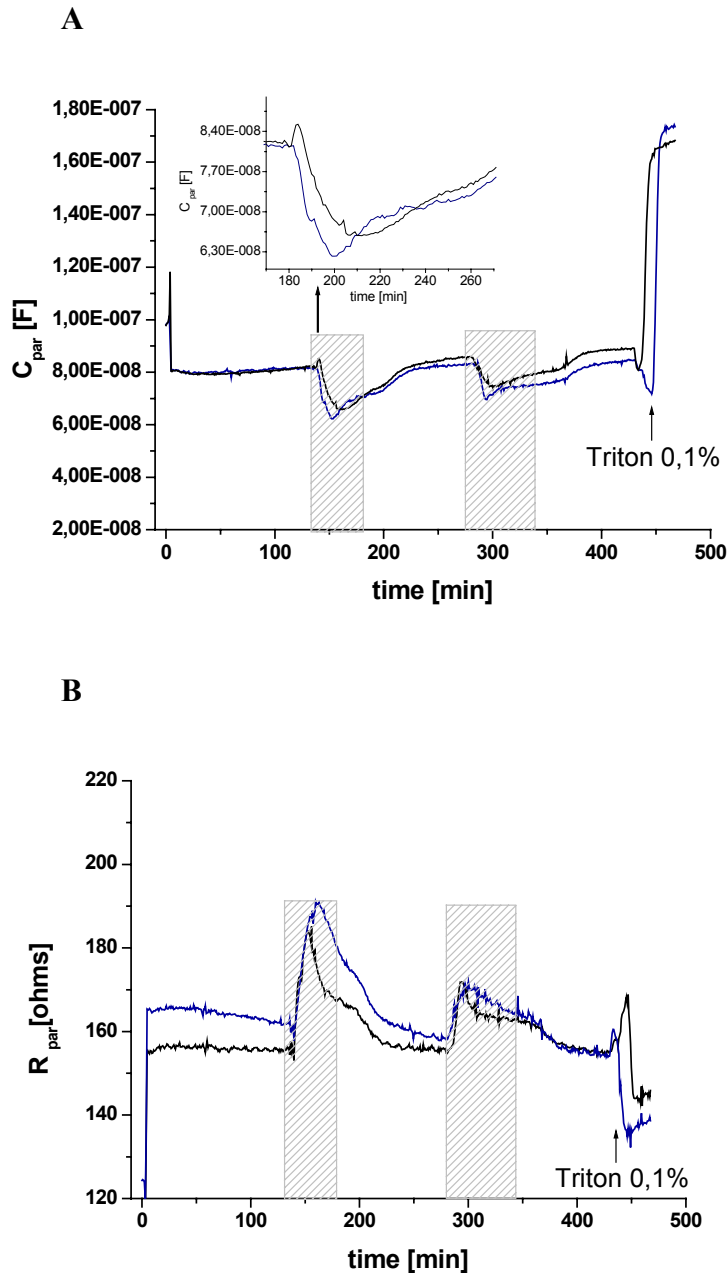 A
1,80E-007
1,60E-007
1,40E-007
1,20E-007
1,00E-007
8,00E-008
6,00E-008
4,00E-008
2,00E-008
C par [F]
8,40E-008
7,70E-008
7,00E-008
6,30E-008
C par [F]
180 200 220 240 260
time [min]
Triton 0,1%
0 100 200 300 400 500
time [min]
B
220
200
180
160
140
120
R par [ohms]
Triton 0,1%
0 100 200 300 400 500
time [min]